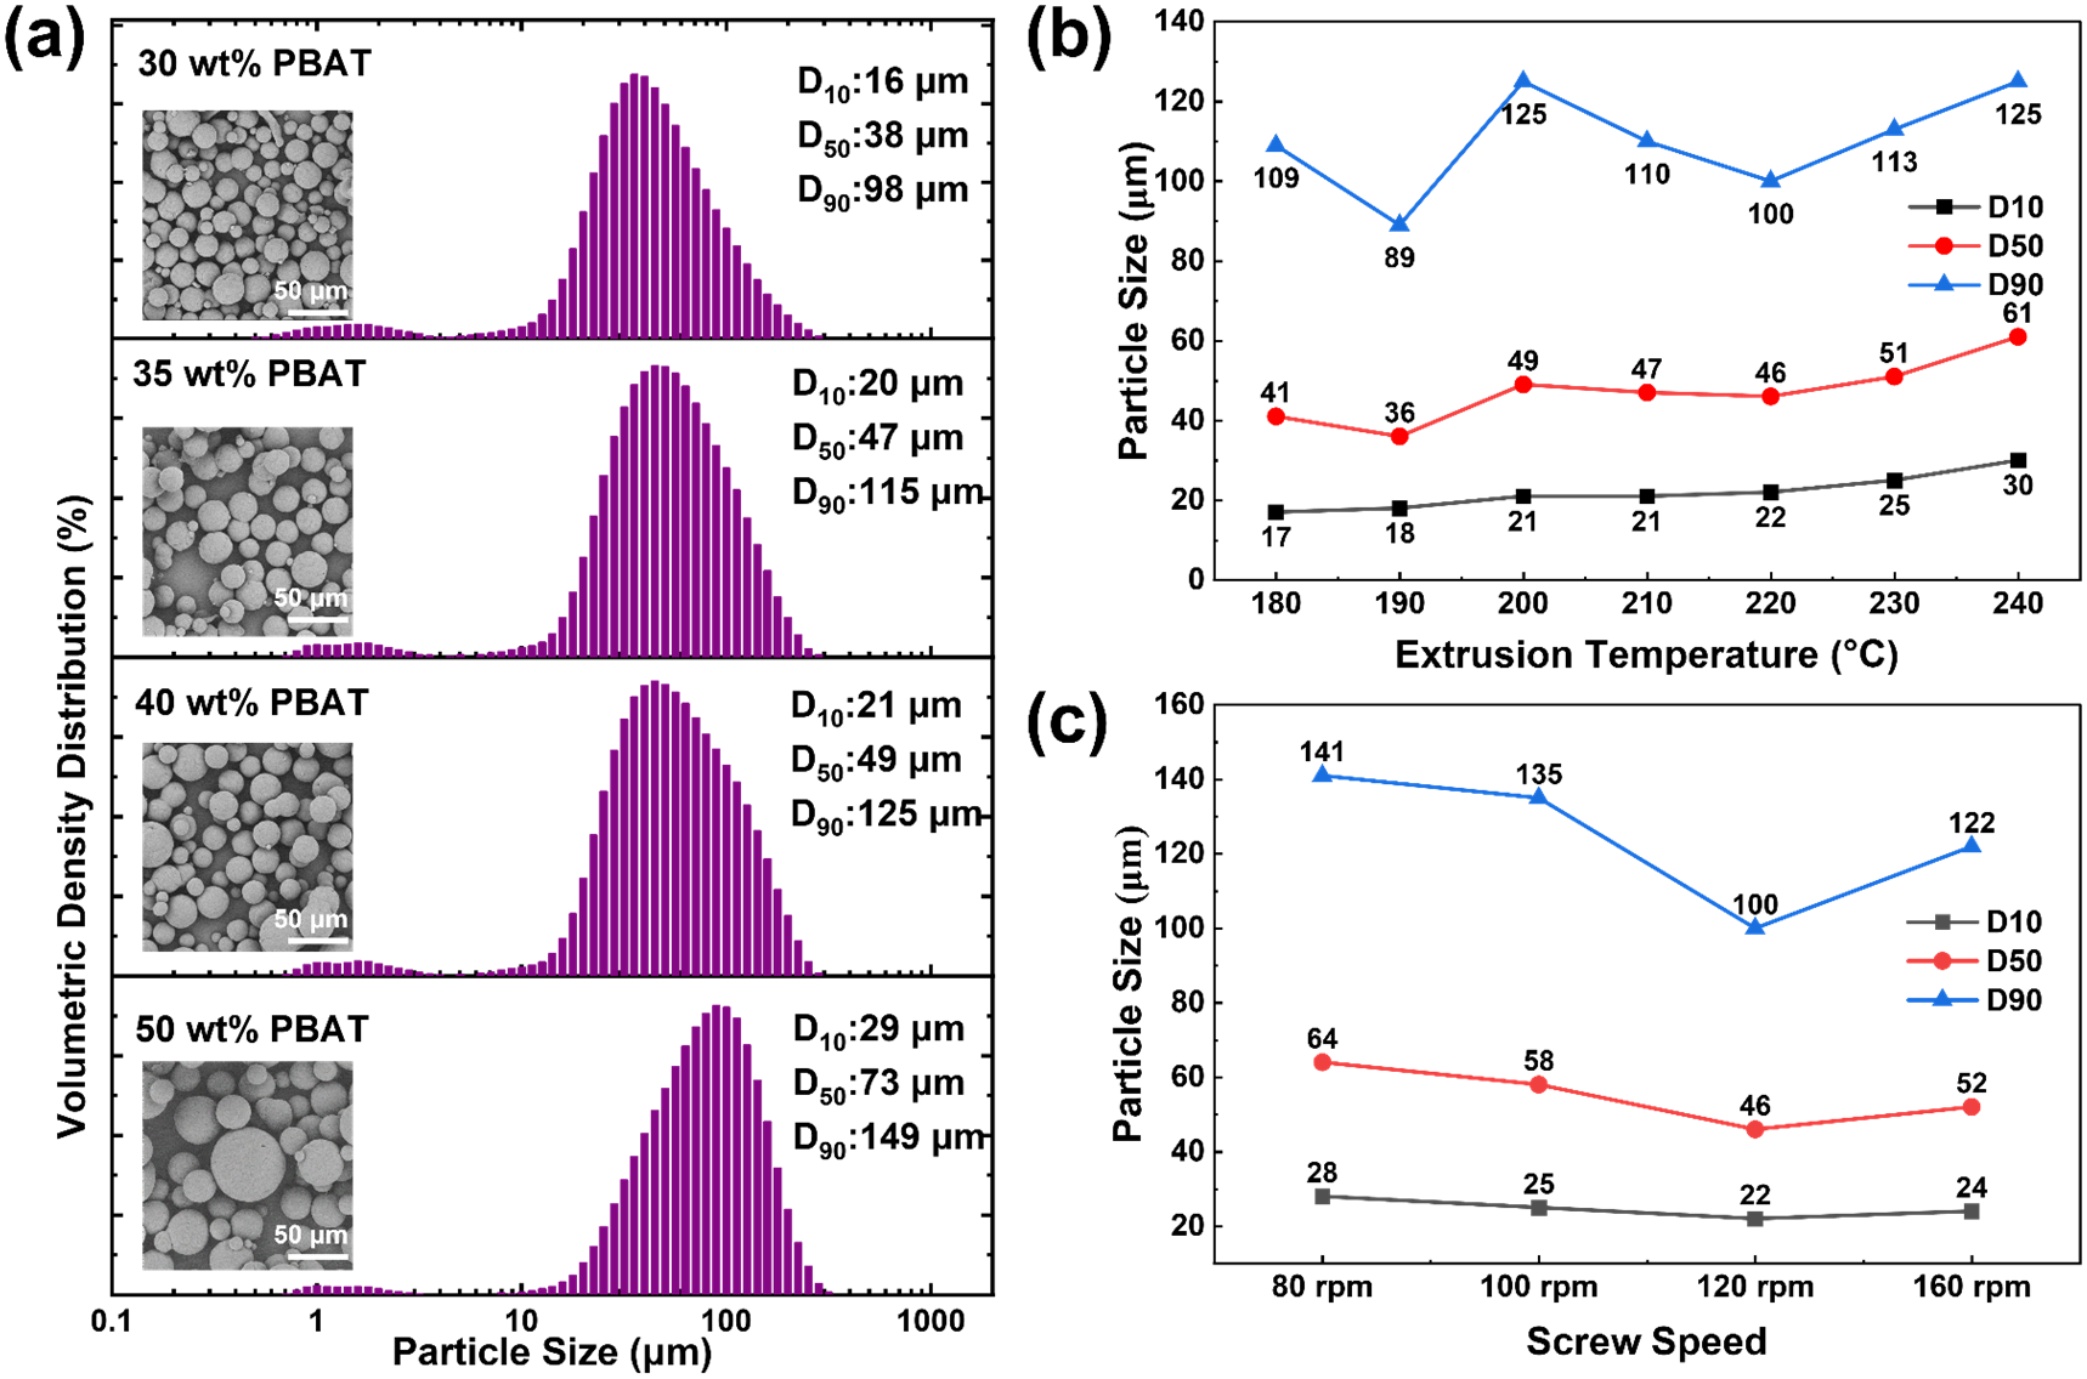 (a)
Volumetric Density Distribution (%)
30 wt% PBAT
50 µm
D10:16 µm
D50:38 µm
D90:98 µm
35 wt% PBAT
50 µm
D10:20 µm
D50:47 µm
D90:115 µm
40 wt% PBAT
50 µm
D10:21 µm
D50:49 µm
D90:125 µm
50 wt% PBAT
50 µm
D10:29 µm
D50:73 µm
D90:149 µm
0.1 1 10 100 1000
Particle Size (µm)
(b)
Particle Size (µm)
140
120
100
80
60
40
20
0
109 89 125 110 100 113 125
41 36 49 47 46 51 61
17 18 21 21 22 25 30
D10
D50
D90
180 190 200 210 220 230 240
Extrusion Temperature (°C)
(c)
Particle Size (µm)
160
140
120
100
80
60
40
20
141 135 100 122
64 58 46 52
28 25 22 24
D10
D50
D90
80 rpm 100 rpm 120 rpm 160 rpm
Screw Speed